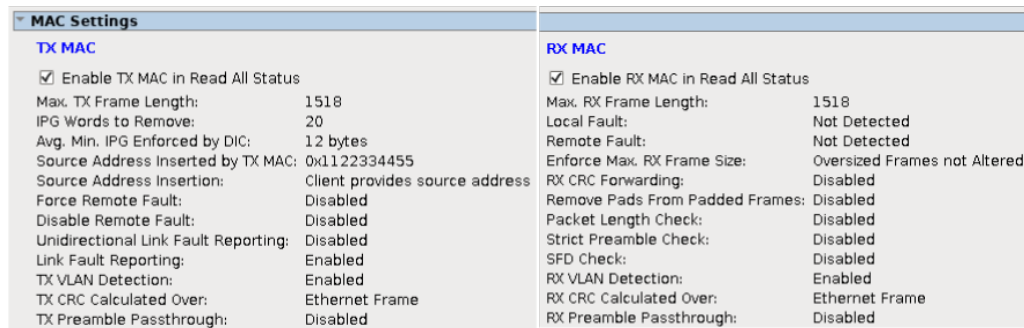 MAC Settings
TX MAC
Enable TX MAC in Read All Status
Max. TX Frame Length: 1518
IPG Words to Remove: 20
Avg. Min. IPG Enforced by DIC: 12 bytes
Source Address Inserted by TX MAC: 0x1122334455
Source Address Insertion: Client provides source address
Force Remote Fault: Disabled
Disable Remote Fault: Disabled
Unidirectional Link Fault Reporting: Disabled
Link Fault Reporting: Enabled
TX VLAN Detection: Enabled
TX CRC Calculated Over: Ethernet Frame
TX Preamble Passthrough: Disabled
RX MAC
Enable RX MAC in Read All Status
Max. RX Frame Length: 1518
Local Fault: Not Detected
Remote Fault: Not Detected
Enforce Max. RX Frame Size: Oversized Frames not Altered
RX CRC Forwarding: Disabled
Remove Pads From Padded Frames: Disabled
Packet Length Check: Disabled
Strict Preamble Check: Disabled
SFD Check: Disabled
RX VLAN Detection: Enabled
RX CRC Calculated Over: Ethernet Frame
RX Preamble Passthrough: Disabled